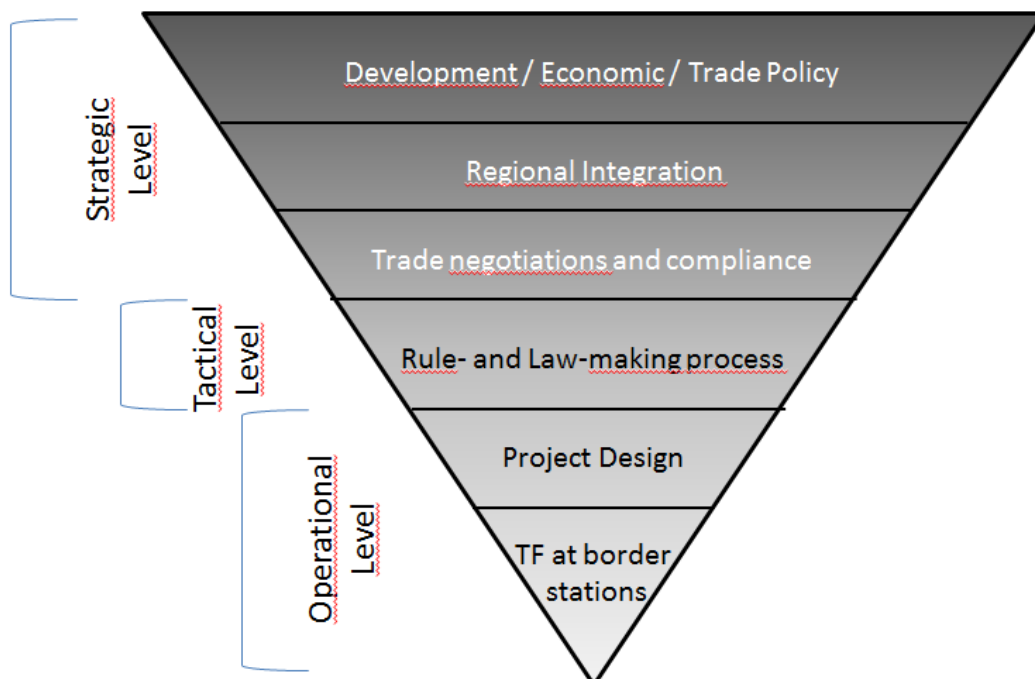 Development / Economic / Trade Policy
Regional Integration
Trade negotiations and compliance
Rule- and Law-making process
Project Design
TF at border
stations
Strategic
Level
Tactical
Level
Operational
Level